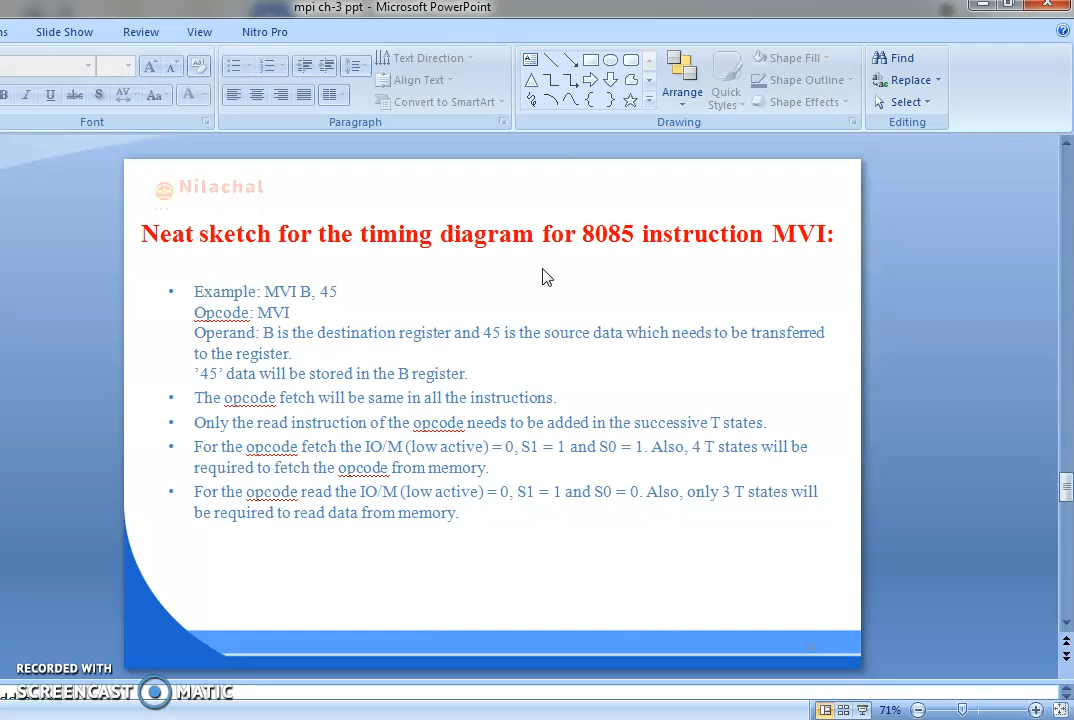 mpi ch-3 ppt - Microsoft PowerPoint
ns Slide Show Review View Nitro Pro
Text Direction
Shape Fill
Find
Align Text
Shape Outline
Replace
Convert to SmartArt
Arrange
Quick Styles
Shape Effects
Select
Font
Paragraph
Drawing
Editing
Nilachal
Neat sketch for the timing diagram for 8085 instruction MVI:
• Example: MVI B, 45
Opcode: MVI
Operand: B is the destination register and 45 is the source data which needs to be transferred
to the register.
’45’ data will be stored in the B register.
• The opcode fetch will be same in all the instructions.
• Only the read instruction of the opcode needs to be added in the successive T states.
• For the opcode fetch the IO/M (low active) = 0, S1 = 1 and S0 = 1. Also, 4 T states will be
required to fetch the opcode from memory.
• For the opcode read the IO/M (low active) = 0, S1 = 1 and S0 = 0. Also, only 3 T states will
be required to read data from memory.
RECORDED WITH
SCREENCAST MATIC
71%